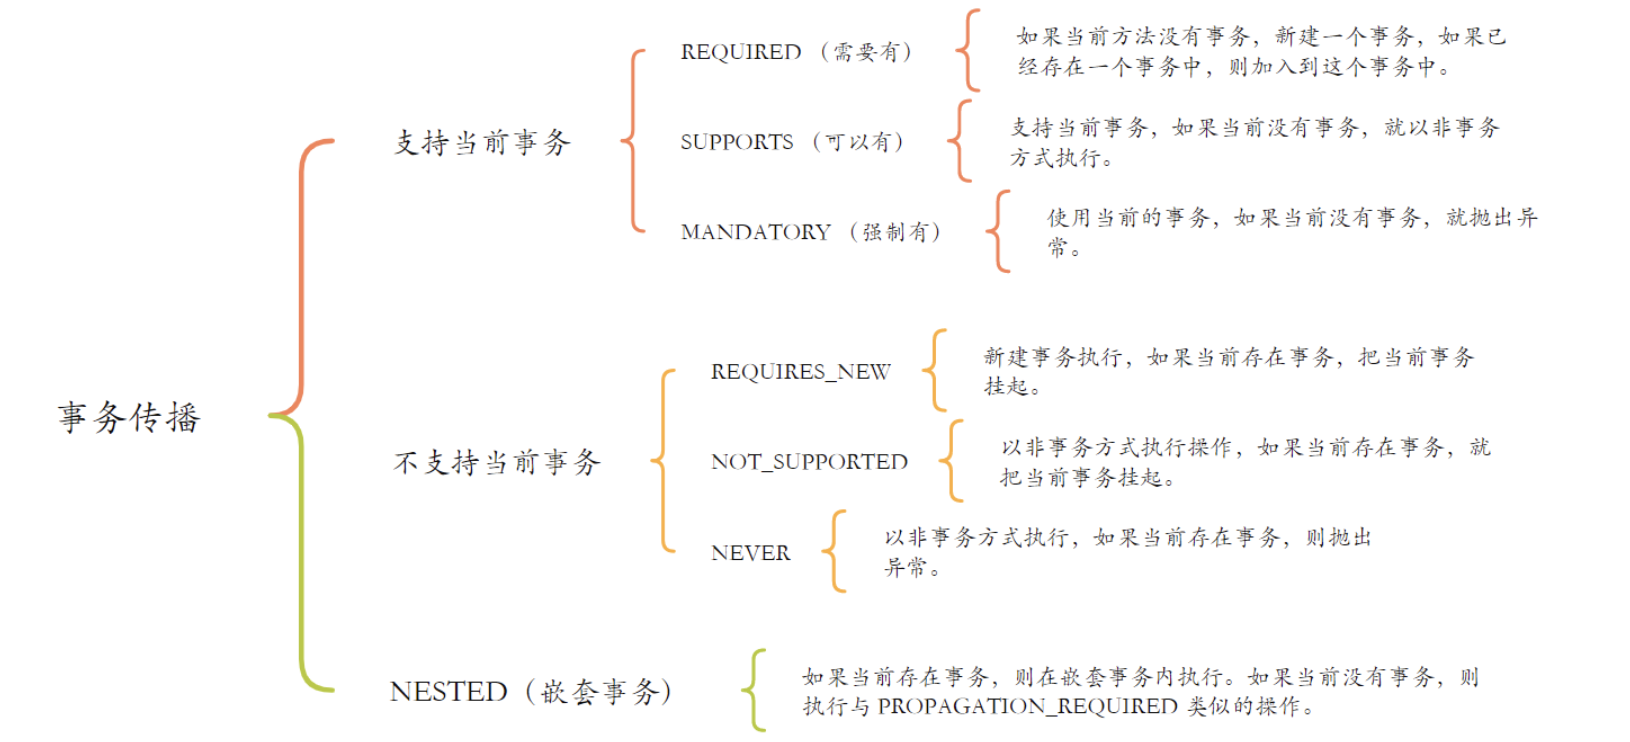 事务传播
支持当前事务
REQUIRED（需要有）
如果当前方法没有事务，新建一个事务，如果已
经存在一个事务中，则加入到这个事务中。
SUPPORTS（可以有）
支持当前事务，如果当前没有事务，就以非事务
方式执行。
MANDATORY（强制有）
使用当前的事务，如果当前没有事务，就抛出异
常。
不支持当前事务
REQUIRES_NEW
新建事务执行，如果当前存在事务，把当前事务
挂起。
NOT_SUPPORTED
以非事务方式执行操作，如果当前存在事务，就
把当前事务挂起。
NEVER
以非事务方式执行，如果当前存在事务，则抛出
异常。
NESTED（嵌套事务）
如果当前存在事务，则在嵌套事务内执行。如果当前没有事务，则
执行与 PROPAGATION_REQUIRED 类似的操作。